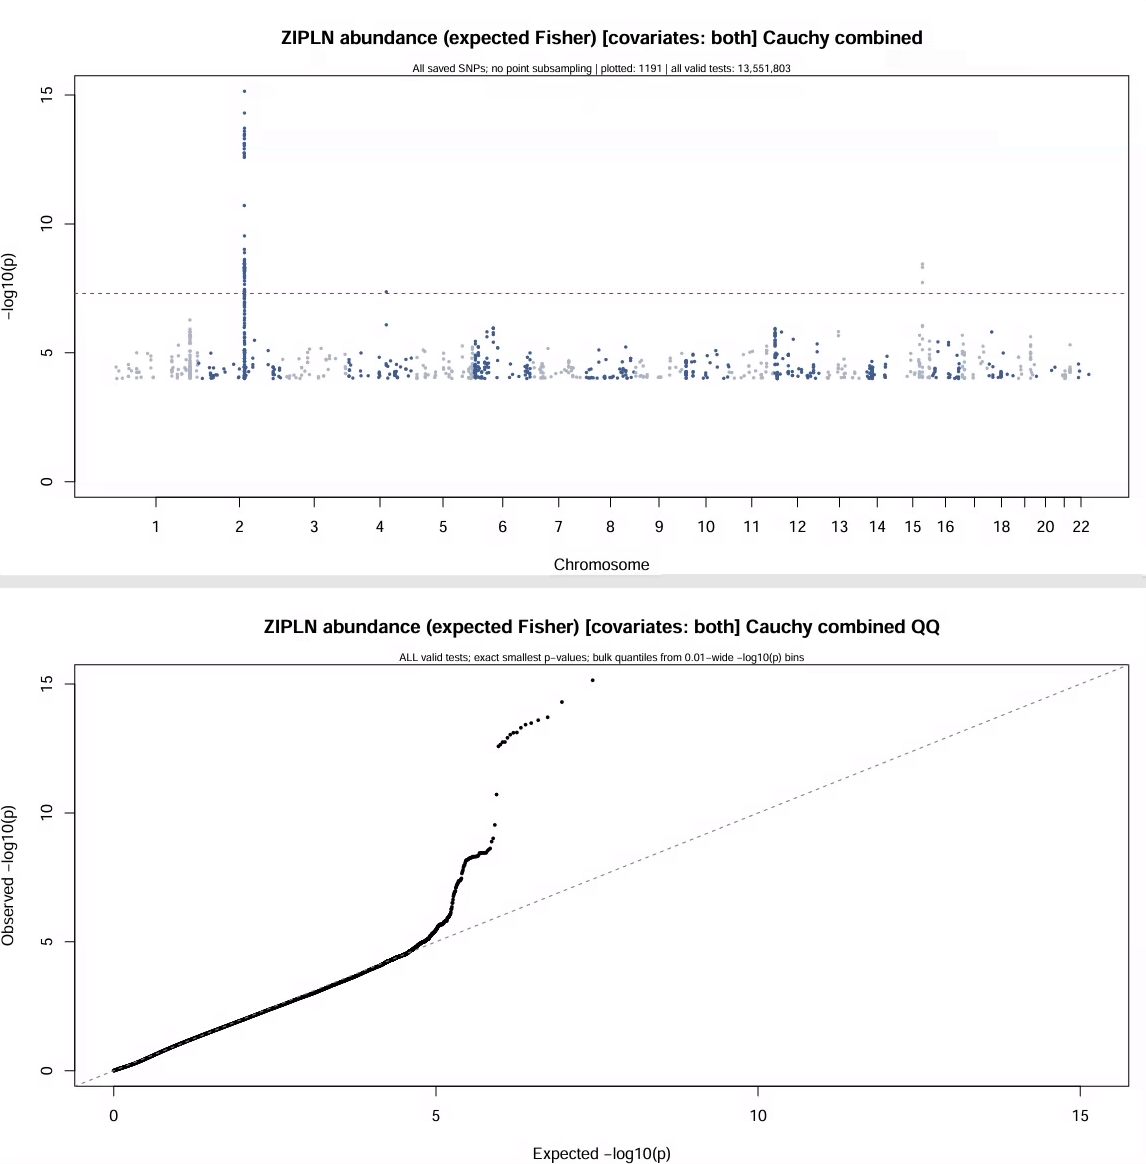 ZIPLN abundance (expected Fisher) [covariates: both] Cauchy combined
All saved SNPs; no point subsampling | plotted: 1191 | all valid tests: 13,551,803
−log10(p)
15
10
5
0
1 2 3 4 5 6 7 8 9 10 11 12 13 14 15 16 18 20 22
Chromosome
ZIPLN abundance (expected Fisher) [covariates: both] Cauchy combined QQ
ALL valid tests; exact smallest p−values; bulk quantiles from 0.01−wide −log10(p) bins
Observed −log10(p)
15
10
5
0
0 5 10 15
Expected −log10(p)